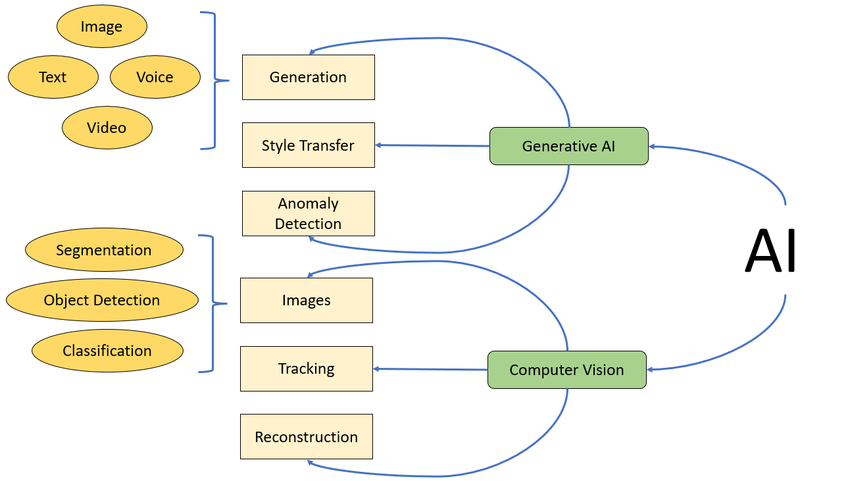 Image
Text
Voice
Video
Generation
Style Transfer
Anomaly
Detection
Generative AI
AI
Segmentation
Object Detection
Classification
Images
Tracking
Reconstruction
Computer Vision